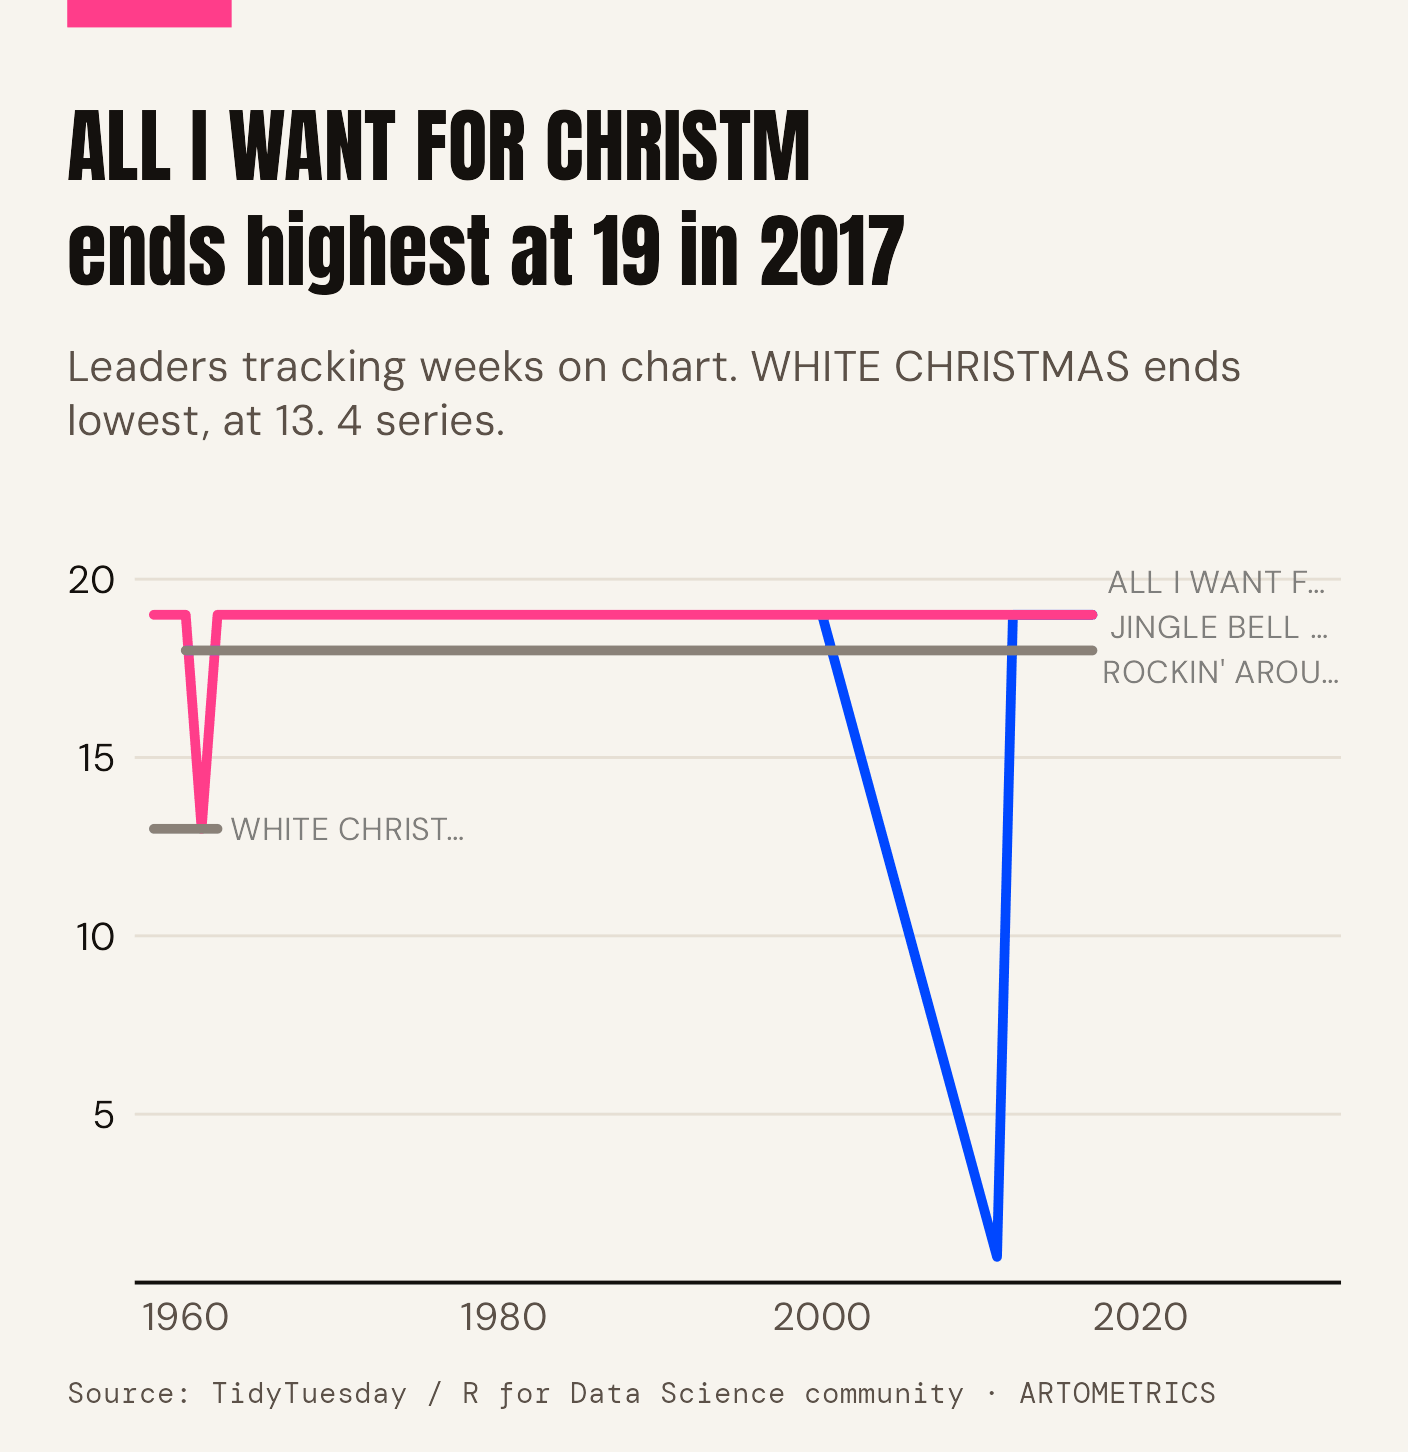 ALL I WANT FOR CHRISTM
ends highest at 19 in 2017
Leaders tracking weeks on chart. WHITE CHRISTMAS ends
lowest, at 13. 4 series.
20
ALL I WANT F...
JINGLE BELL ...
ROCKIN' AROU...
15
WHITE CHRIST...
10
5
1960 1980 2000 2020
Source: TidyTuesday / R for Data Science community · ARTOMETRICS